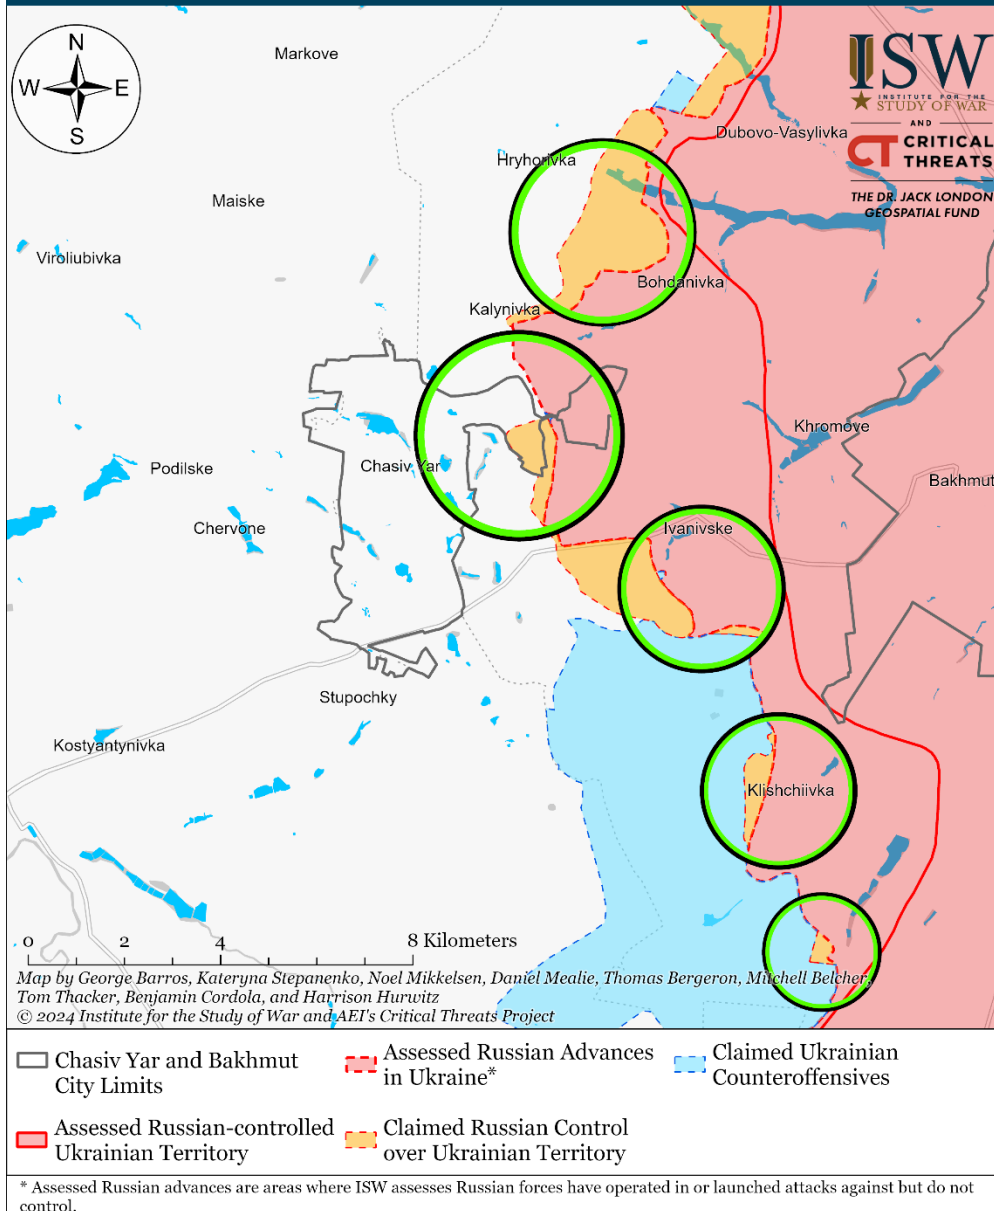 N
W E
S
Markove
ISW
INSTITUTE FOR THE
STUDY OF WAR
AND
CT CRITICAL
THREATS
THE DR. JACK LONDON
GEOSPATIAL FUND
Dubovo-Vasylivka
Hryhorivka
Maiske
Viroliubivka
Bohdanivka
Kalynivka
Khromove
Podilske
Chasiv Yar
Bakhmut
Chervone
Ivanivske
Stupochky
Kostyantynivka
Klishchiivka
0 2 4 8 Kilometers
Map by George Barros, Kateryna Stepanenko, Noel Mikkelsen, Daniel Mealie, Thomas Bergeron, Mitchell Belcher,
Tom Thacker, Benjamin Cordola, and Harrison Hurwitz
© 2024 Institute for the Study of War and AEI's Critical Threats Project
Chasiv Yar and Bakhmut
City Limits
Assessed Russian Advances
in Ukraine*
Claimed Ukrainian
Counteroffensives
Assessed Russian-controlled
Ukrainian Territory
Claimed Russian Control
over Ukrainian Territory
* Assessed Russian advances are areas where ISW assesses Russian forces have operated in or launched attacks against but do not
control.